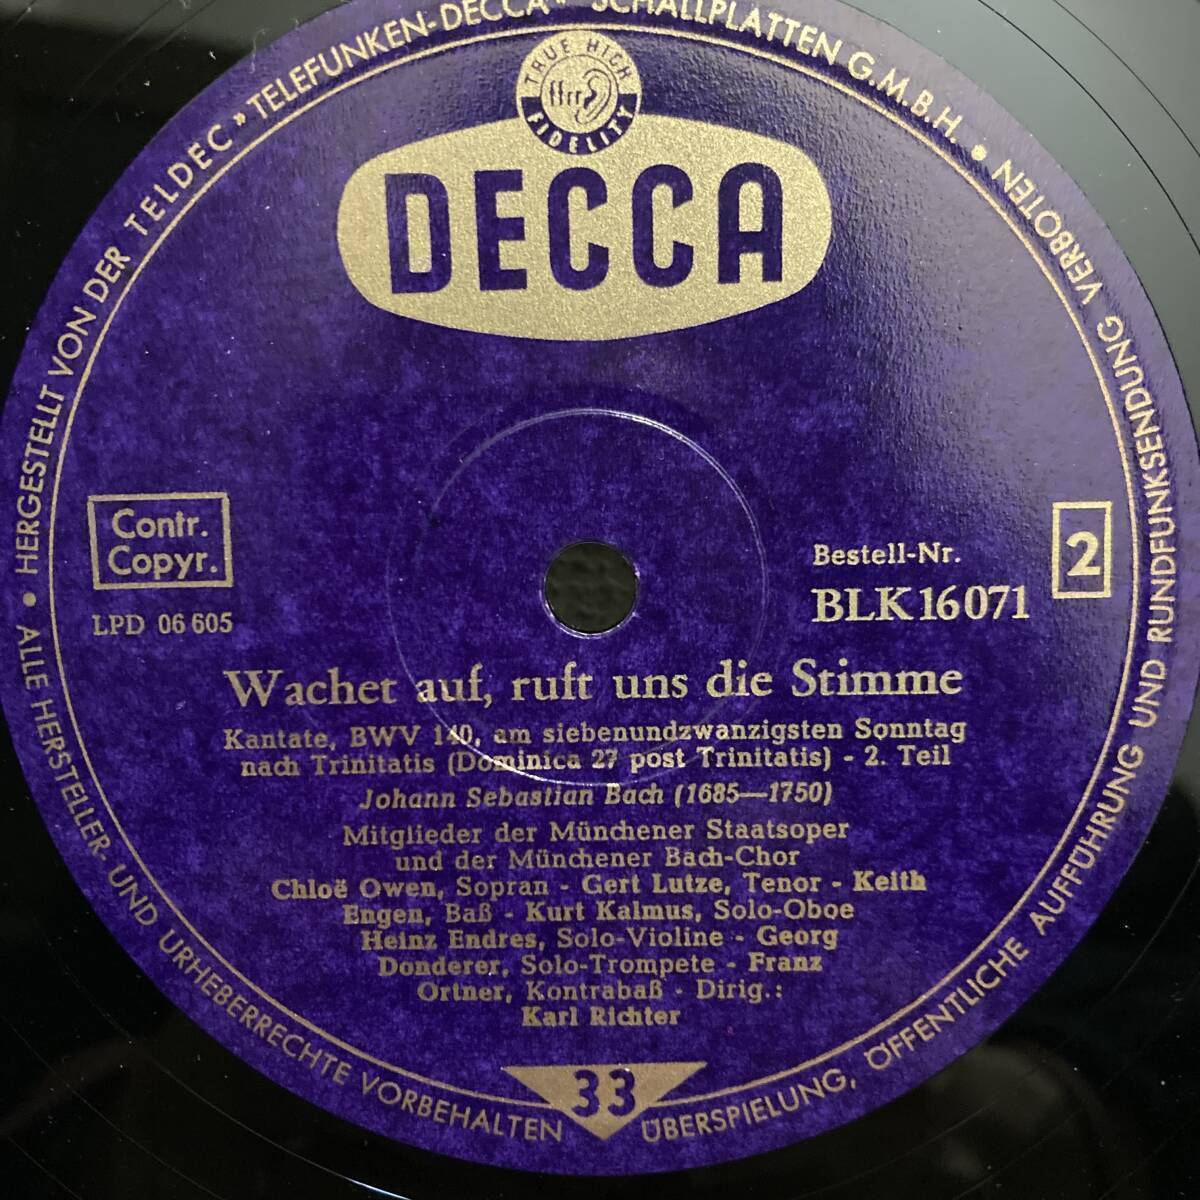 HERGESTELLT VON DER TELDEC »TELEFUNKEN-DECCA« SCHALLPLATTEN G.M.B.H. •
TRUE HIGH
FIDELITY
ffrr
DECCA
Contr.
Copyr.
LPD 06 605
Bestell-Nr.
BLK 16071
2
Wachet auf, ruft uns die Stimme
Kantate, BWV 140, am siebenundzwanzigsten Sonntag
nach Trinitatis (Dominica 27 post Trinitatis) - 2. Teil
Johann Sebastian Bach (1685—1750)
Mitglieder der Münchener Staatsoper
und der Münchener Bach-Chor
Chloë Owen, Sopran - Gert Lutze, Tenor - Keith
Engen, Baß - Kurt Kalmus, Solo-Oboe
Heinz Endres, Solo-Violine - Georg
Donderer, Solo-Trompete - Franz
Ortner, Kontrabaß - Dirig.:
Karl Richter
33
• ALLE HERSTELLER- UND URHEBERRECHTE VORBEHALTEN
ÜBERSPIELUNG, ÖFFENTLICHE AUFFÜHRUNG UND RUNDFUNKSENDUNG VERBOTEN